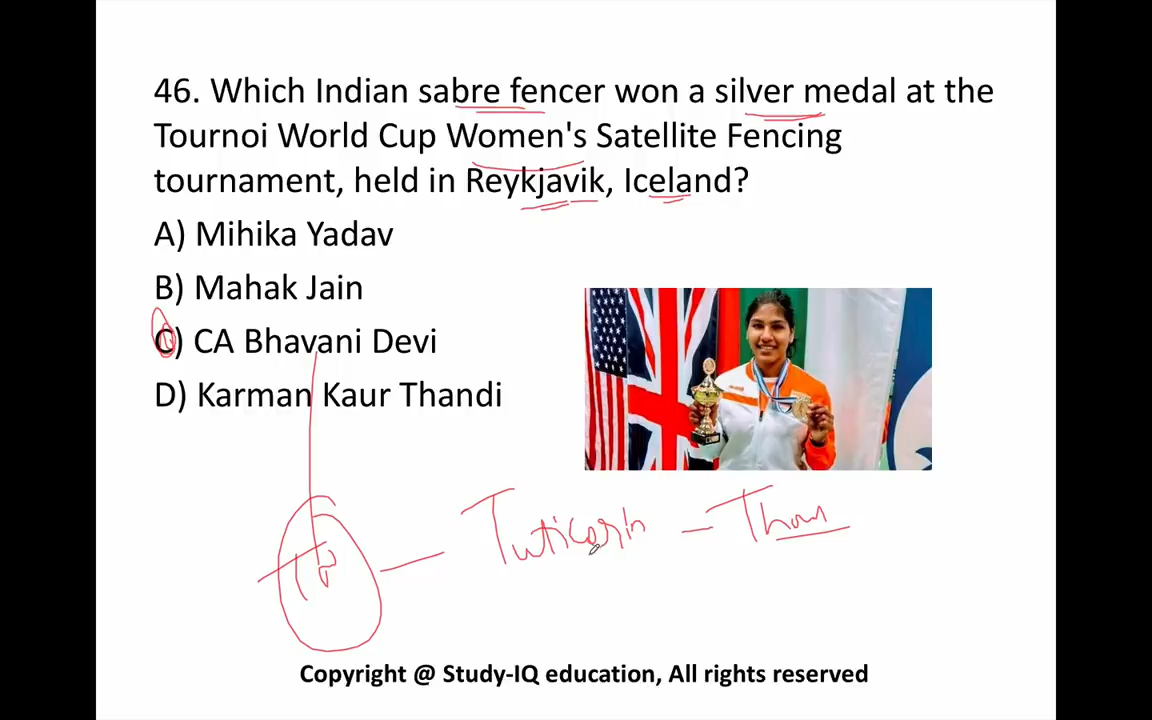 46. Which Indian sabre fencer won a silver medal at the
Tournoi World Cup Women's Satellite Fencing
tournament, held in Reykjavik, Iceland?
A) Mihika Yadav
B) Mahak Jain
C) CA Bhavani Devi
D) Karman Kaur Thandi
Tuticorin
Copyright @ Study-IQ education, All rights reserved